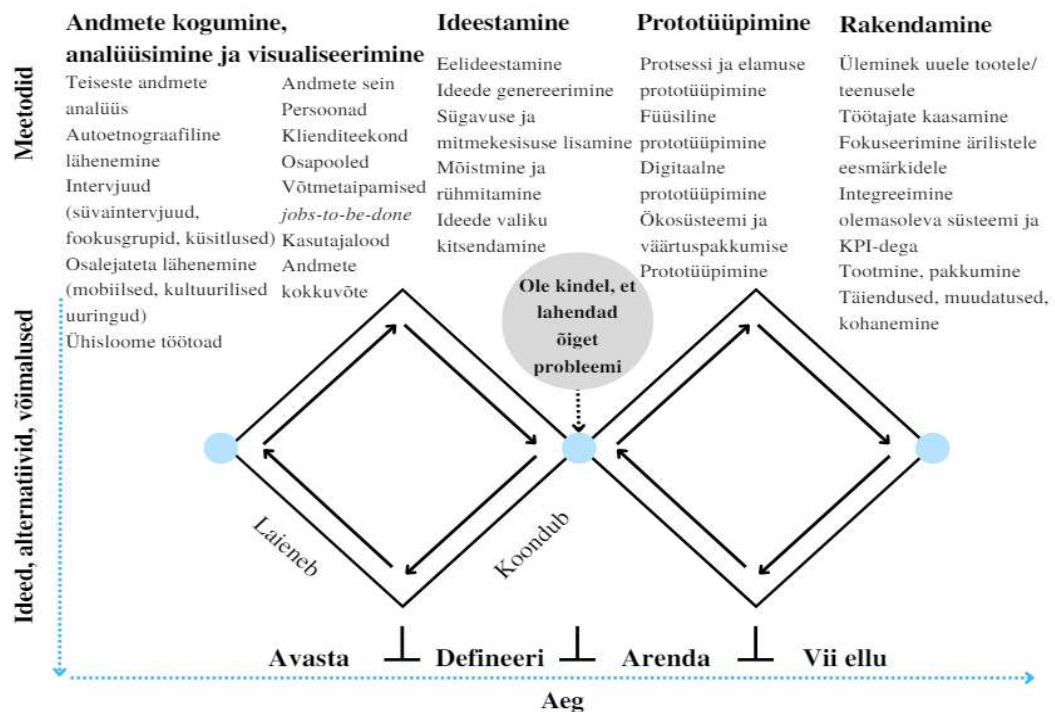 Meetodid
Andmete kogumine,
analüüsimine ja visualiseerimine
Teiseste andmete
analüüs
Autoetnograafiline
lähenemine
Intervjuud
(süvaintervjuud,
fookusgrupid, küsitlused)
Osalejateta lähenemine
(mobiilsed, kultuurilised
uuringud)
Ühisloome töötoad
Andmete sein
Persoonad
Klienditeekond
Osapooled
Võtmetaipamised
jobs-to-be-done
Kasutajalood
Andmete
kokkuvõte
Ideestamine
Eelideestamine
Ideede genereerimine
Sügavuse ja
mitmekesisuse lisamine
Mõistmine ja
rühmitamine
Ideede valiku
kitsendamine
Prototüüpimine
Protsessi ja elamuse
prototüüpimine
Füüsiline
prototüüpimine
Digitaalne
prototüüpimine
Ökosüsteemi ja
väärtuspakkumise
Prototüüpimine
Rakendamine
Üleminek uuele tootele/
teenusele
Töötajate kaasamine
Fokuseerimine ärilistele
eesmärkidele
Integreeimine
olemasoleva süsteemi ja
KPI-dega
Tootmine, pakkumine
Täiendused, muudatused,
kohanemine
Ole kindel, et
lahendad
õiget
probleemi
Ideed, alternatiivid, võimalused
Laieneb
Koondub
Avasta
Defineeri
Arenda
Vii ellu
Aeg